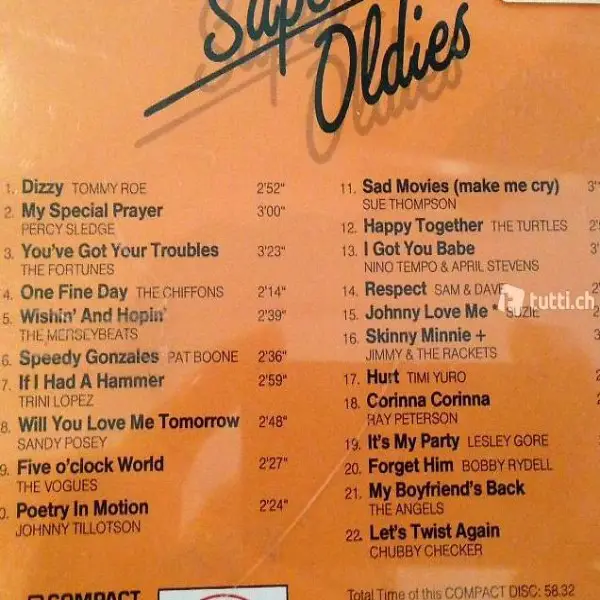 Super
Oldies
1. Dizzy TOMMY ROE 2'52"
2. My Special Prayer 3'00"
PERCY SLEDGE
3. You've Got Your Troubles 3'23"
THE FORTUNES
4. One Fine Day THE CHIFFONS 2'14"
5. Wishin' And Hopin' 2'39"
THE MERSEYBEATS
6. Speedy Gonzales PAT BOONE 2'36"
7. If I Had A Hammer 2'59"
TRINI LOPEZ
8. Will You Love Me Tomorrow 2'48"
SANDY POSEY
9. Five o'clock World 2'27"
THE VOGUES
0. Poetry In Motion 2'24"
JOHNNY TILLOTSON
11. Sad Movies (make me cry) 3'
SUE THOMPSON
12. Happy Together THE TURTLES 2'
13. I Got You Babe 3'
NINO TEMPO & APRIL STEVENS
14. Respect SAM & DAVE
15. Johnny Love Me * SUZIE
16. Skinny Minnie +
JIMMY & THE RACKETS
17. Hurt TIMI YURO
18. Corinna Corinna
RAY PETERSON
19. It's My Party LESLEY GORE
20. Forget Him BOBBY RYDELL
21. My Boyfriend's Back
THE ANGELS
22. Let's Twist Again
CHUBBY CHECKER
COMPACT
Total Time of this COMPACT DISC: 58.32
tutti.ch